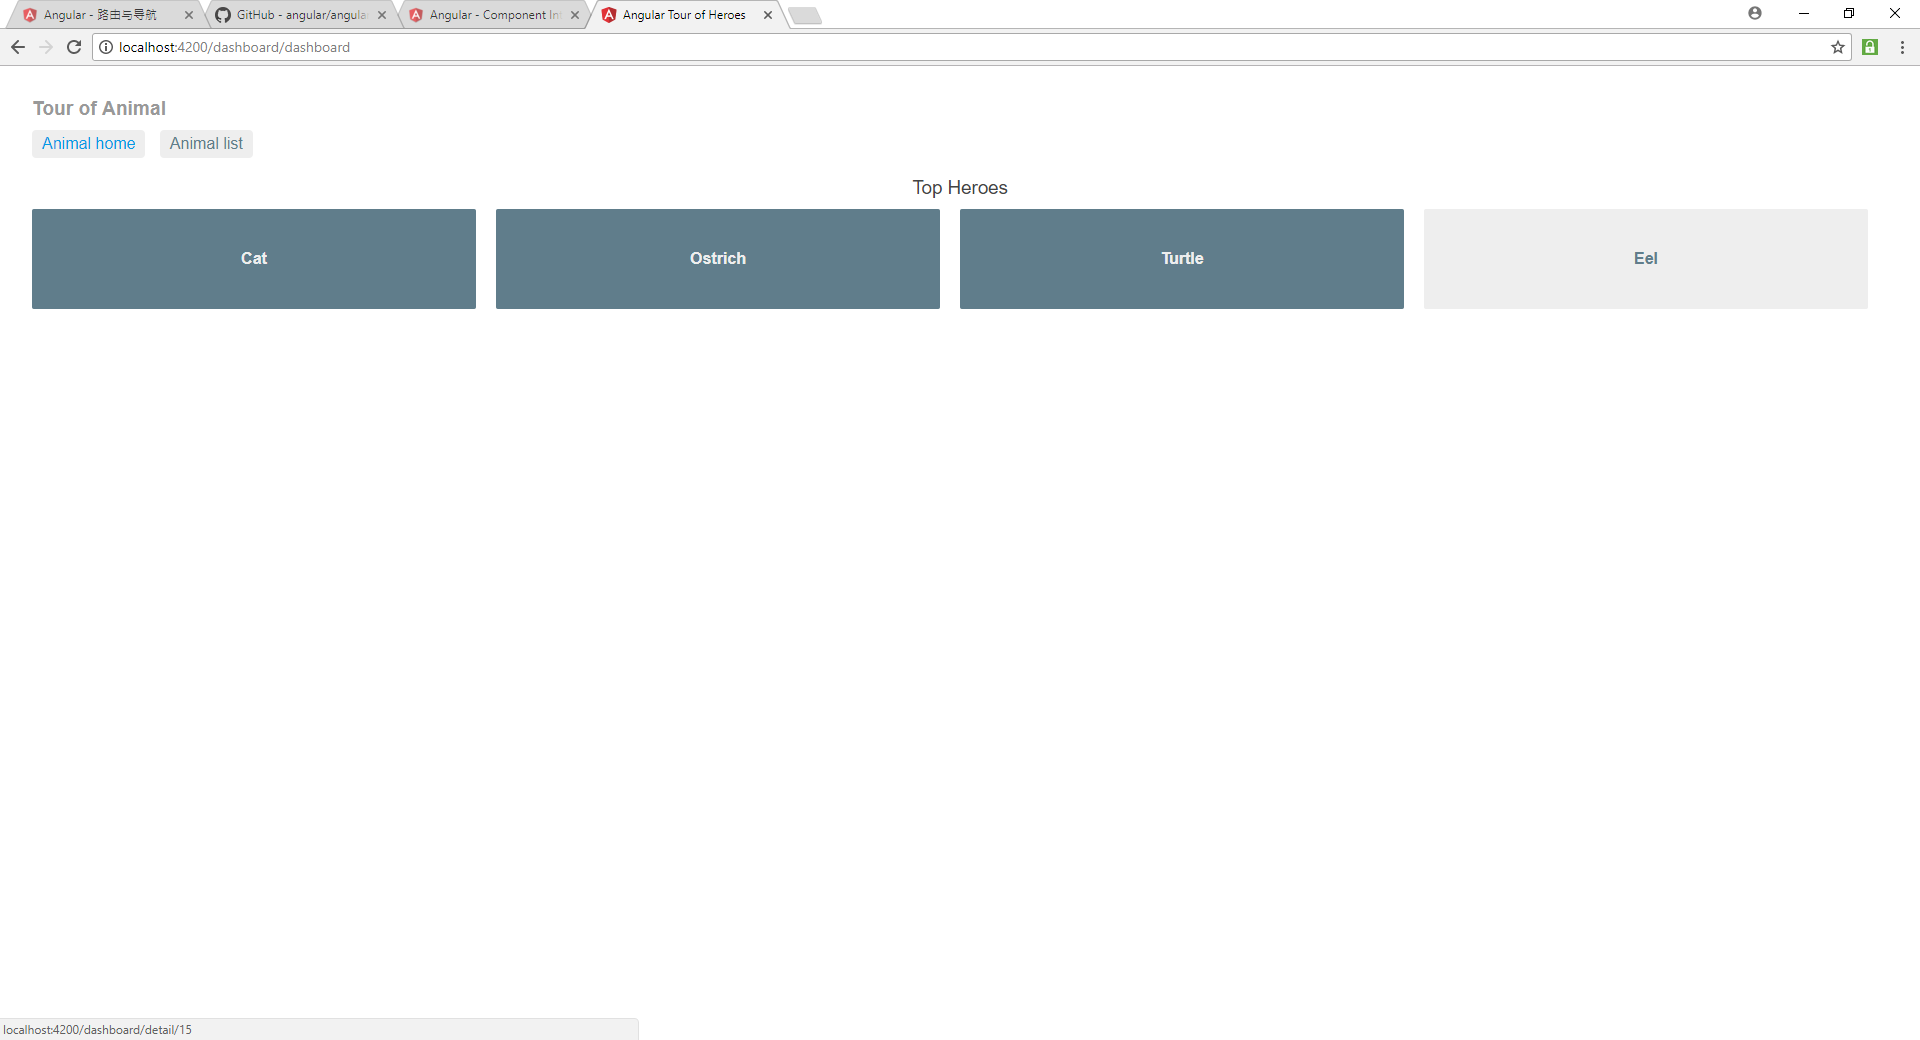 Angular - 路由与导航
GitHub - angular/angular
Angular - Component In
Angular Tour of Heroes
localhost:4200/dashboard/dashboard
Tour of Animal
Animal home
Animal list
Top Heroes
Cat
Ostrich
Turtle
Eel
localhost:4200/dashboard/detail/15